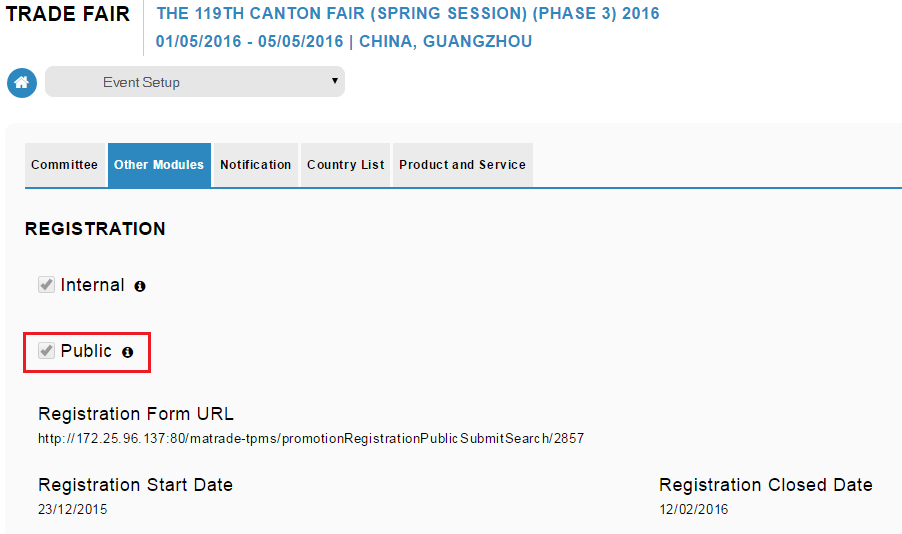 TRADE FAIR
THE 119TH CANTON FAIR (SPRING SESSION) (PHASE 3) 2016
01/05/2016 - 05/05/2016 | CHINA, GUANGZHOU
Event Setup
Committee Other Modules Notification Country List Product and Service
REGISTRATION
Internal
Public
Registration Form URL
http://172.25.96.137:80/matrade-tpms/promotionRegistrationPublicSubmitSearch/2857
Registration Start Date Registration Closed Date
23/12/2015 12/02/2016